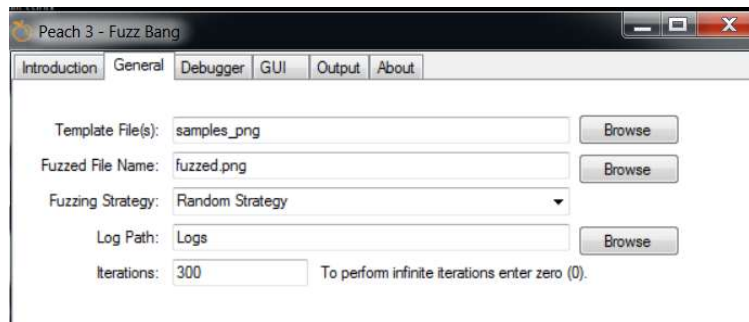 Peach 3 - Fuzz Bang
Introduction General Debugger GUI Output About
Template File(s): samples_png Browse
Fuzzed File Name: fuzzed.png Browse
Fuzzing Strategy: Random Strategy
Log Path: Logs Browse
Iterations: 300 To perform infinite iterations enter zero (0).